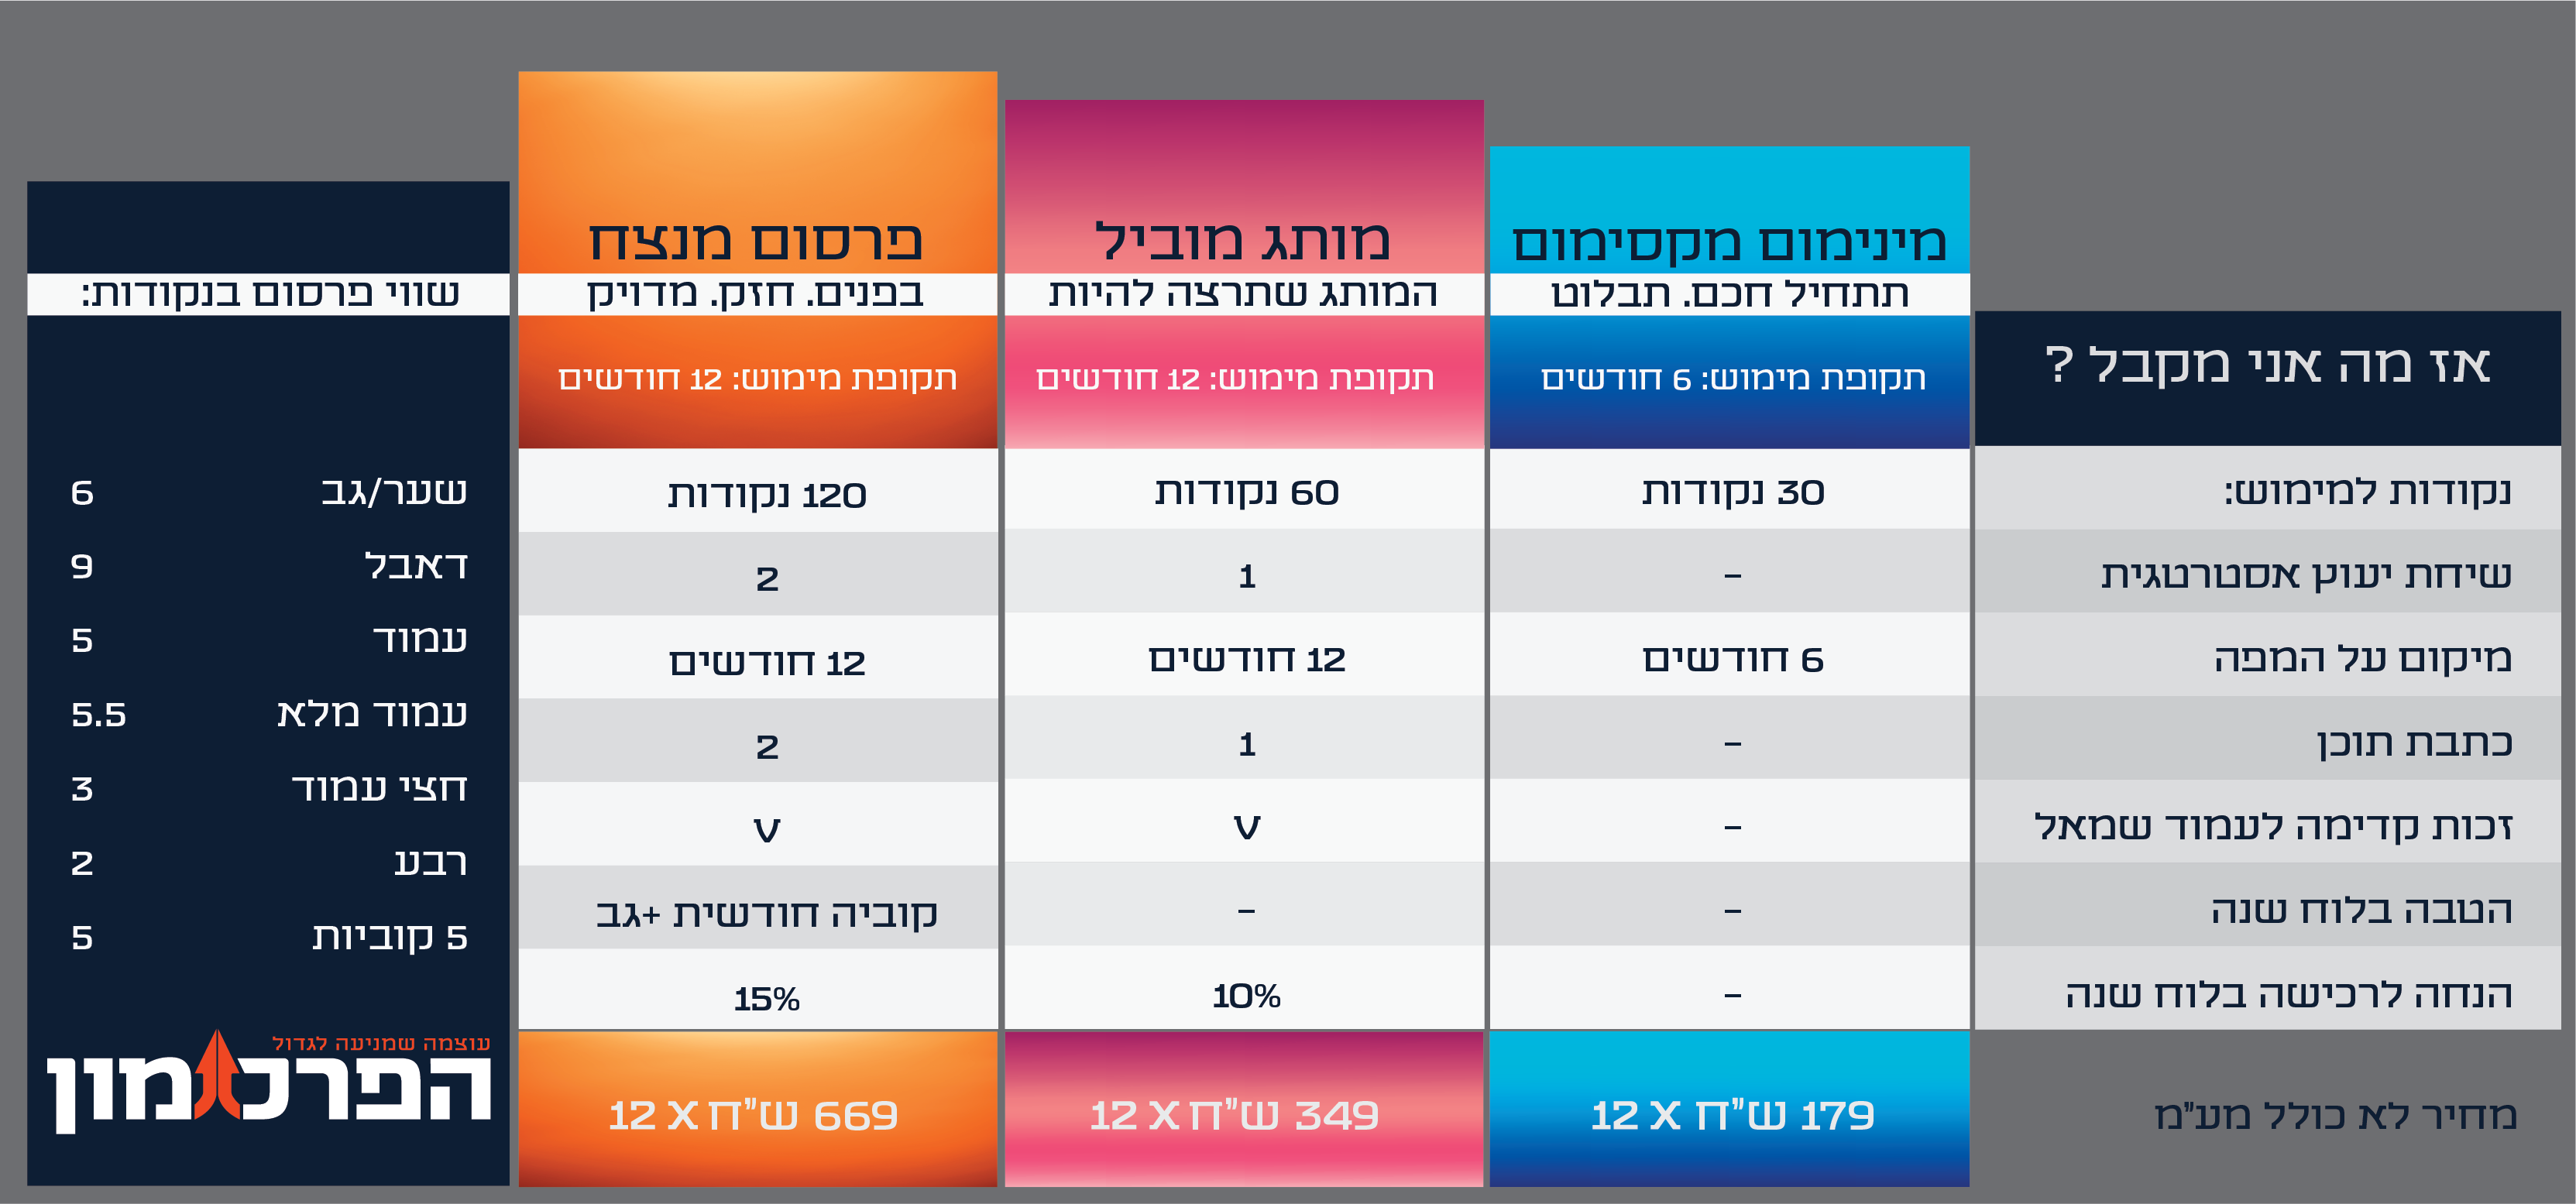 אז מה אני מקבל ?
נקודות למימוש:
שיחת יעוץ אסטרטגית
מיקום על המפה
כתבת תוכן
זכות קדימה לעמוד שמאל
הטבה בלוח שנה
הנחה לרכישה בלוח שנה
מחיר לא כולל מע"מ
מינימום מקסימום
תתחיל חכם. תבלוט
תקופת מימוש: 6 חודשים
30 נקודות
-
6 חודשים
-
-
-
-
179 ש"ח X 12
מותג מוביל
המותג שתרצה להיות
תקופת מימוש: 12 חודשים
60 נקודות
1
12 חודשים
1
V
-
10%
349 ש"ח X 12
פרסום מנצח
בפנים. חזק. מדויק
תקופת מימוש: 12 חודשים
120 נקודות
2
12 חודשים
2
V
קוביה חודשית +גב
15%
669 ש"ח X 12
שווי פרסום בנקודות:
שער/גב 6
דאבל 9
עמוד 5
עמוד מלא 5.5
חצי עמוד 3
רבע 2
5 קוביות 5
עוצמה שמניעה לגדול
הפרכמון